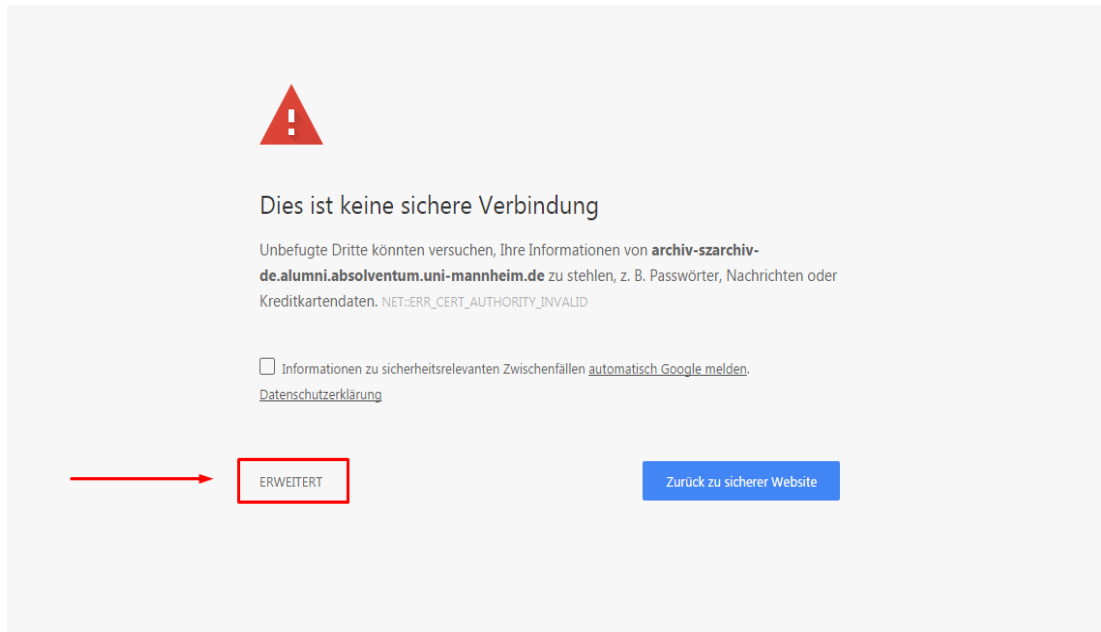 Dies ist keine sichere Verbindung
Unbefugte Dritte könnten versuchen, Ihre Informationen von archiv-szarchiv-
de.alumni.absolventum.uni-mannheim.de zu stehlen, z. B. Passwörter, Nachrichten oder
Kreditkartendaten. NET::ERR_CERT_AUTHORITY_INVALID
Informationen zu sicherheitsrelevanten Zwischenfällen automatisch Google melden.
Datenschutzerklärung
ERWEITERT
Zurück zu sicherer Website